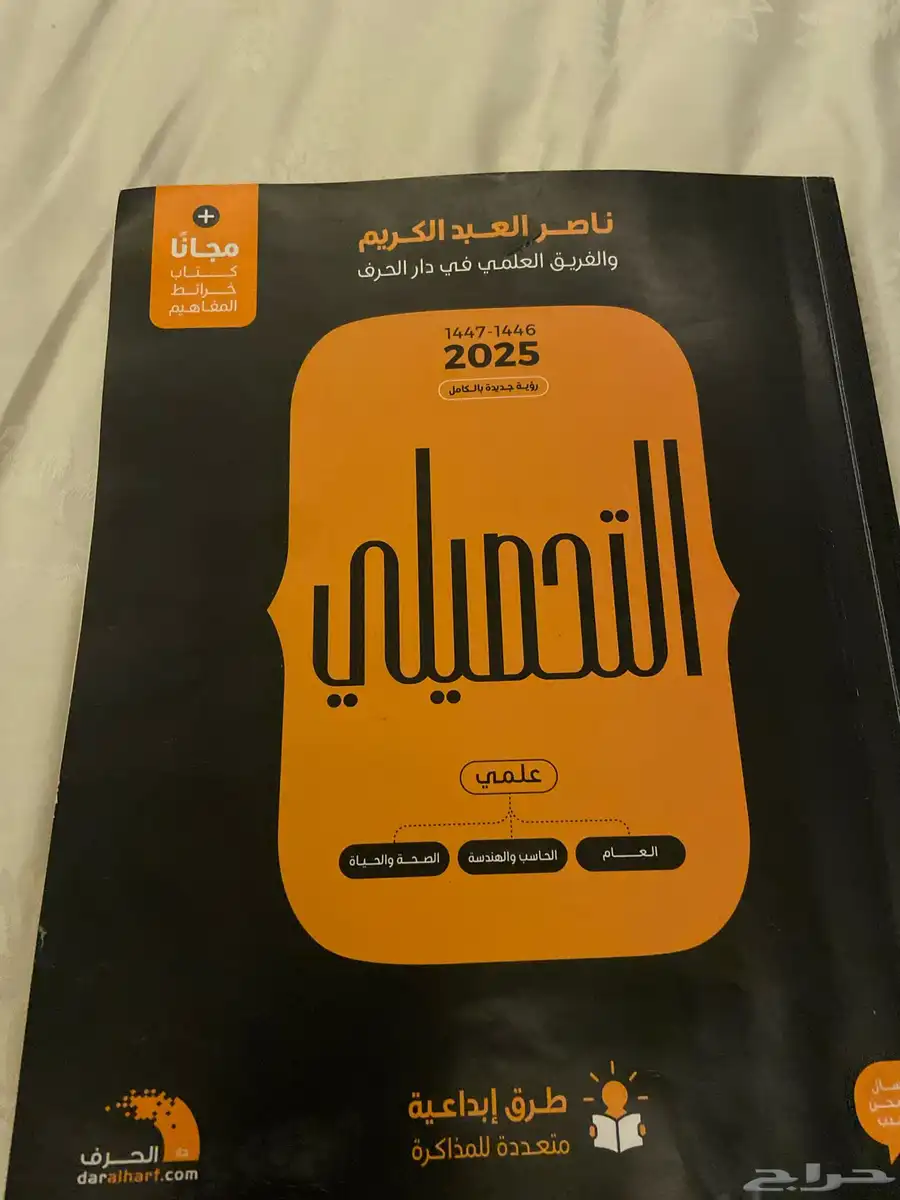 ناصر العبد الكريم
والفريق العلمي في دار الحرف
+
مجانًا
كتاب
خرائط
المفاهيم
1447-1446
2025
رؤية جديدة بالكامل
التحصيلي
علمي
العام
الحاسب والهندسة
الصحة والحياة
طرق إبداعية
متعددة للمذاكرة
دار الحرف
daralharf.com
حراج